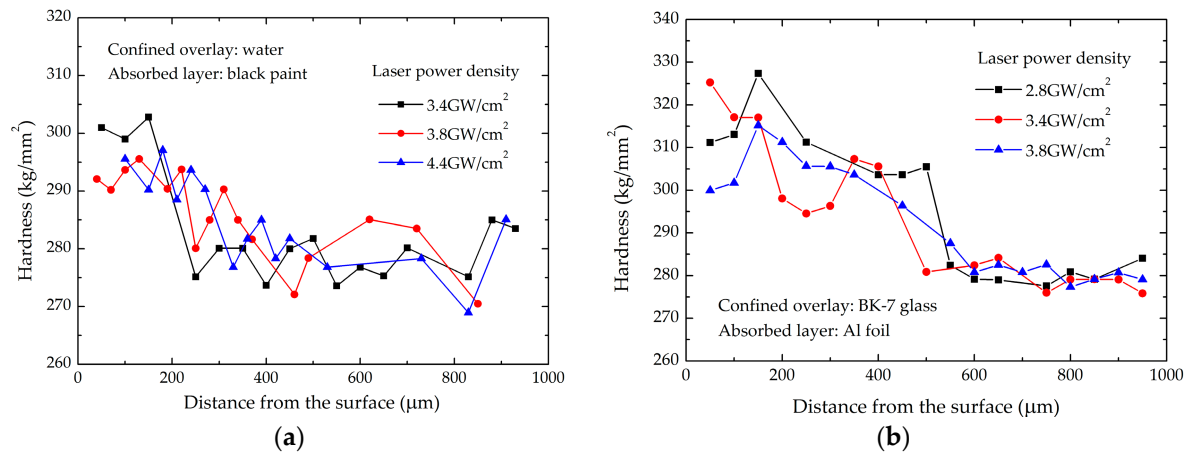 (a)
320
310
300
290
280
270
260
Hardness (kg/mm²)
Confined overlay: water
Absorbed layer: black paint
Laser power density
3.4GW/cm²
3.8GW/cm²
4.4GW/cm²
0 200 400 600 800 1000
Distance from the surface (μm)
(a)
(b)
340
330
320
310
300
290
280
270
260
Hardness (kg/mm²)
Laser power density
2.8GW/cm²
3.4GW/cm²
3.8GW/cm²
Confined overlay: BK-7 glass
Absorbed layer: Al foil
0 200 400 600 800 1000
Distance from the surface (μm)
(b)